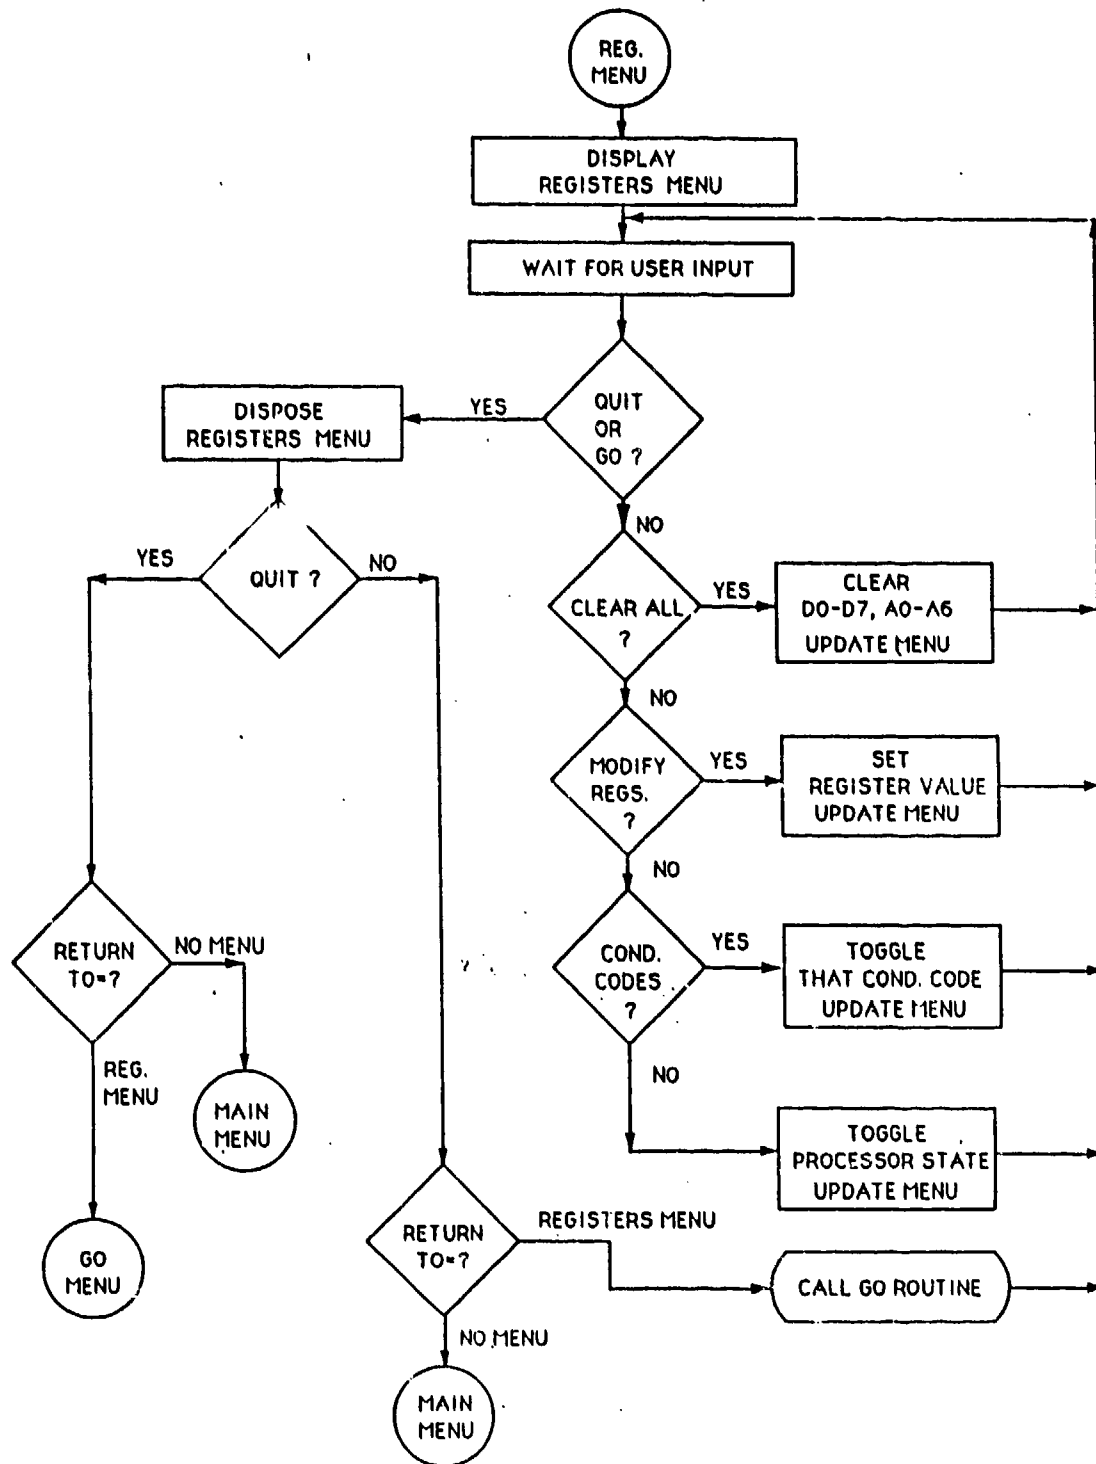 REG.
MENU
DISPLAY
REGISTERS MENU
WAIT FOR USER INPUT
QUIT
OR
GO ?
YES
DISPOSE
REGISTERS MENU
NO
YES
QUIT ?
NO
CLEAR ALL
?
YES
CLEAR
D0-D7, A0-A6
UPDATE MENU
NO
MODIFY
REGS.
?
YES
SET
REGISTER VALUE
UPDATE MENU
NO
COND.
CODES
?
YES
TOGGLE
THAT COND. CODE
UPDATE MENU
NO
TOGGLE
PROCESSOR STATE
UPDATE MENU
RETURN
TO=?
NO MENU
REG.
MENU
MAIN
MENU
GO
MENU
RETURN
TO=?
REGISTERS MENU
CALL GO ROUTINE
NO MENU
MAIN
MENU